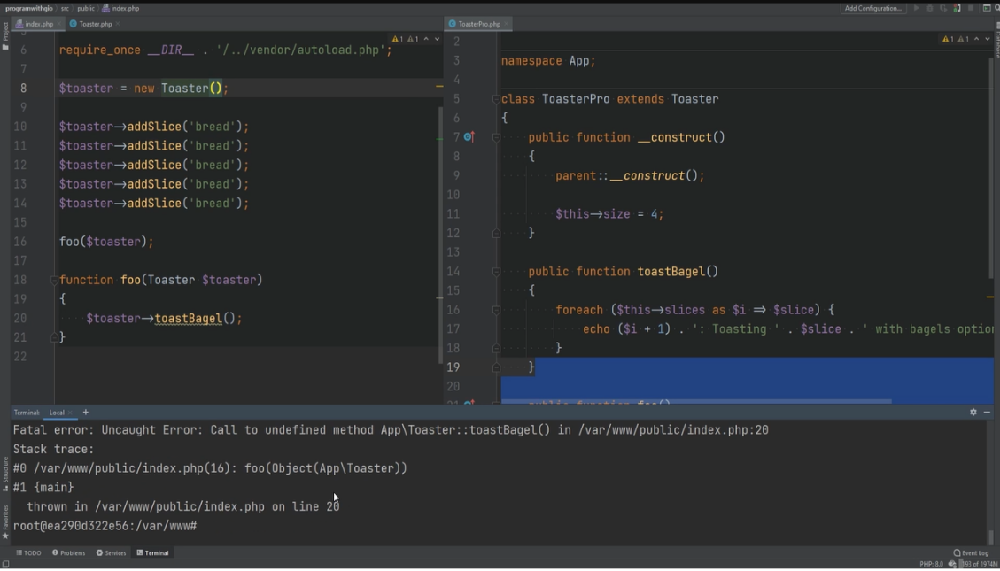 programwithgio › src › public › index.php
Add Configuration...
Project
index.php
Toaster.php
ToasterPro.php
5
6 require_once __DIR__ . '/../vendor/autoload.php';
7
8 $toaster = new Toaster();
9
10 $toaster→addSlice('bread');
11 $toaster→addSlice('bread');
12 $toaster→addSlice('bread');
13 $toaster→addSlice('bread');
14 $toaster→addSlice('bread');
15
16 foo($toaster);
17
18 function foo(Toaster $toaster)
19 {
20 $toaster→toastBagel();
21 }
22
1 1
2
3 namespace App;
4
5 class ToasterPro extends Toaster
6 {
7 public function __construct()
8 {
9 parent::__construct();
10
11 $this→size = 4;
12 }
13
14 public function toastBagel()
15 {
16 foreach ($this→slices as $i ⇒ $slice) {
17 echo ($i + 1) . ': Toasting ' . $slice . ' with bagels option
18 }
19 }
20
21 public function foo()
1 1
Terminal: Local +
Fatal error: Uncaught Error: Call to undefined method App\Toaster::toastBagel() in /var/www/public/index.php:20
Stack trace:
#0 /var/www/public/index.php(16): foo(Object(App\Toaster))
#1 {main}
thrown in /var/www/public/index.php on line 20
root@ea290d322e56:/var/www#
Structure
Favorites
TODO Problems Services Terminal
Event Log
PHP: 8.0 193 of 1974M